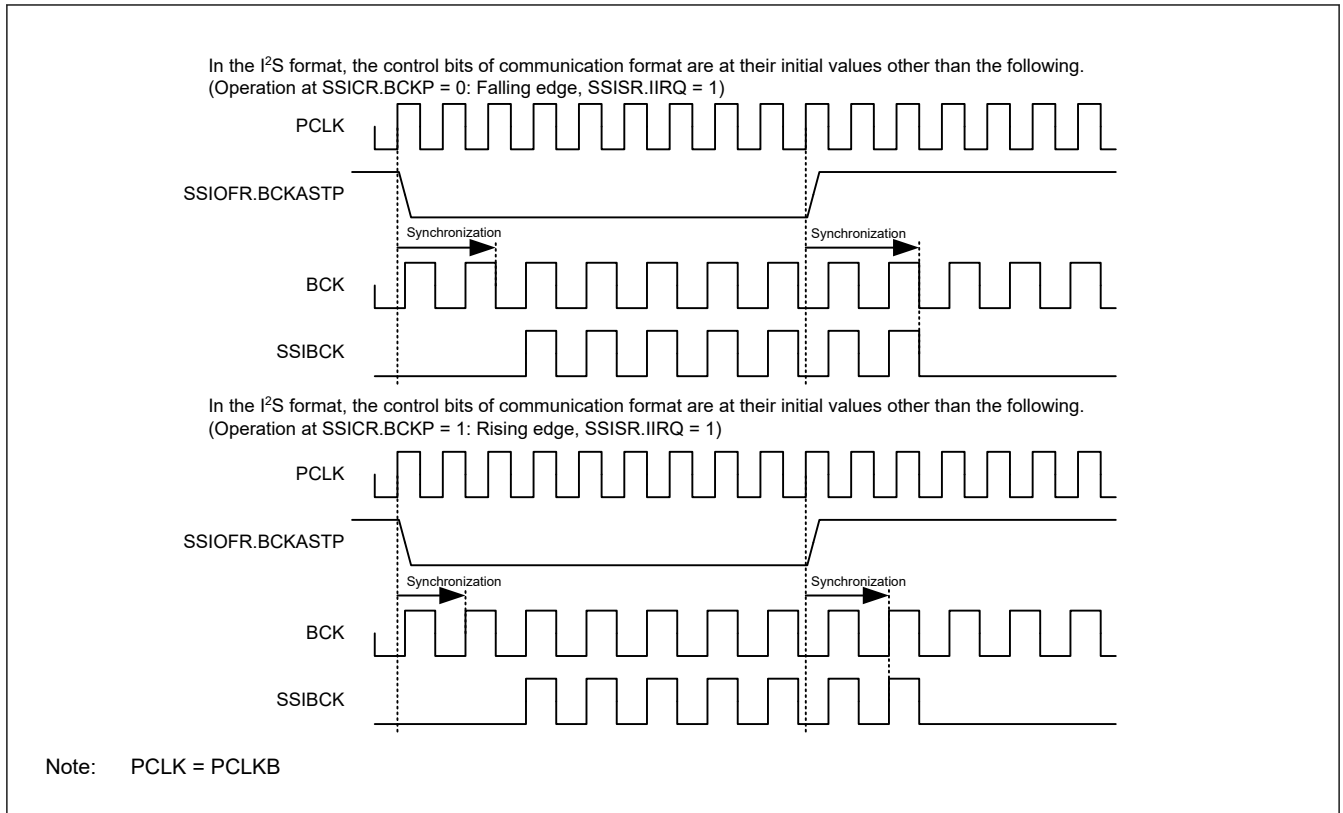 In the I²S format, the control bits of communication format are at their initial values other than the following.
(Operation at SSICR.BCKP = 0: Falling edge, SSISR.IIRQ = 1)
PCLK
SSIOFR.BCKASTP
Synchronization Synchronization
BCK
SSIBCK
In the I²S format, the control bits of communication format are at their initial values other than the following.
(Operation at SSICR.BCKP = 1: Rising edge, SSISR.IIRQ = 1)
PCLK
SSIOFR.BCKASTP
Synchronization Synchronization
BCK
SSIBCK
Note: PCLK = PCLKB